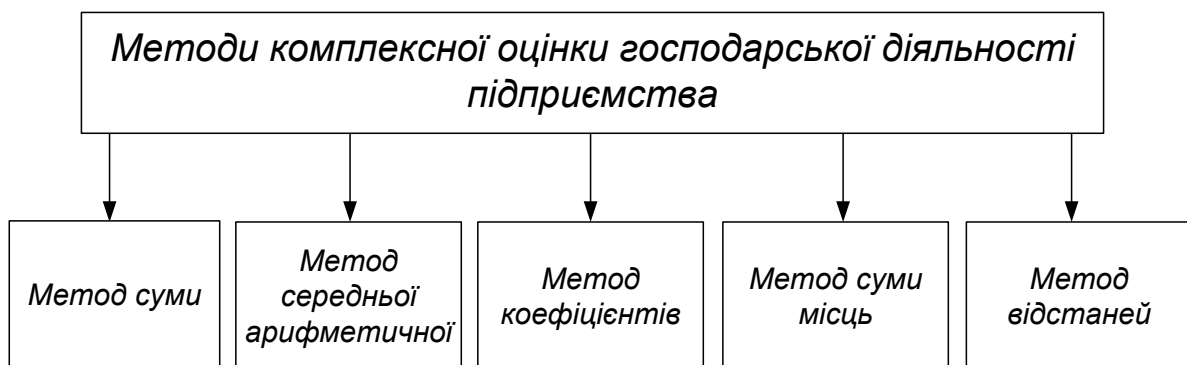 Методи комплексної оцінки господарської діяльності
підприємства
Метод суми
Метод
середньої
арифметичної
Метод
коефіцієнтів
Метод суми
місць
Метод
відстаней